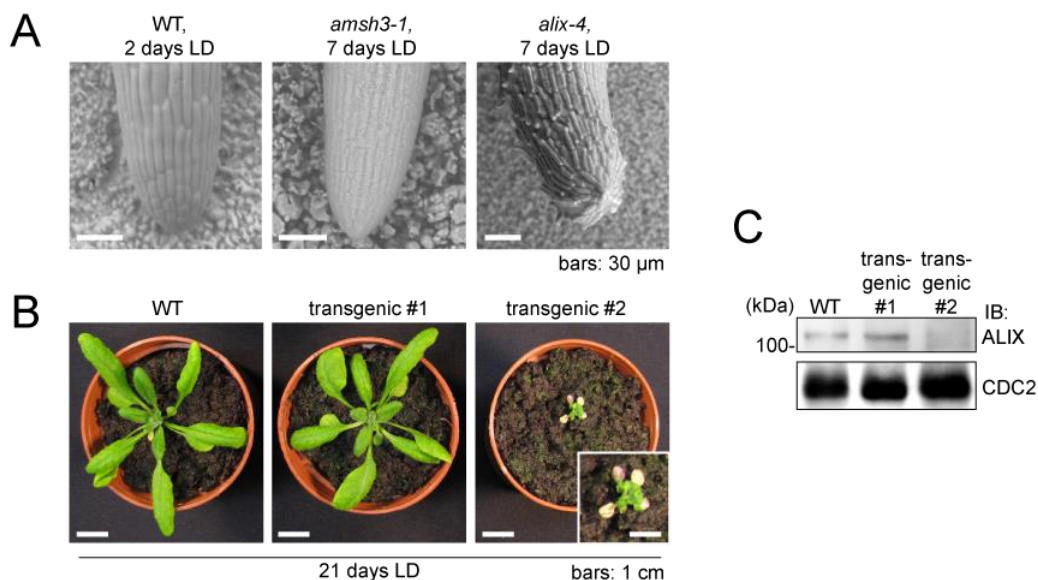 A
WT,
2 days LD
amsh3-1,
7 days LD
alix-4,
7 days LD
bars: 30 µm
B
WT
transgenic #1
transgenic #2
21 days LD
bars: 1 cm
C
(kDa)
WT
trans-
genic
#1
trans-
genic
#2
IB:
100-
ALIX
CDC2